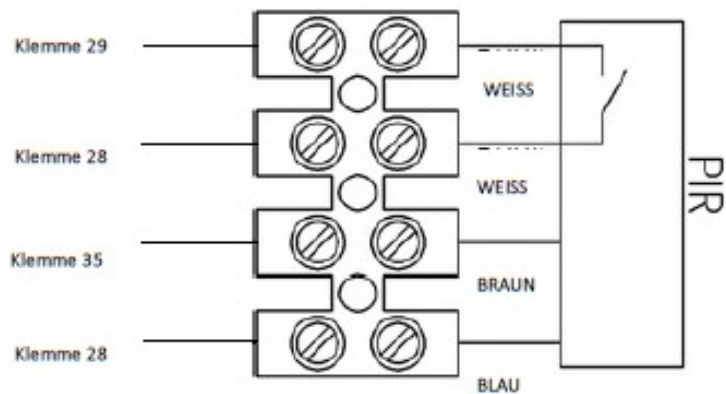 Klemme 29
WEISS
Klemme 28
WEISS
PIR
Klemme 35
BRAUN
Klemme 28
BLAU